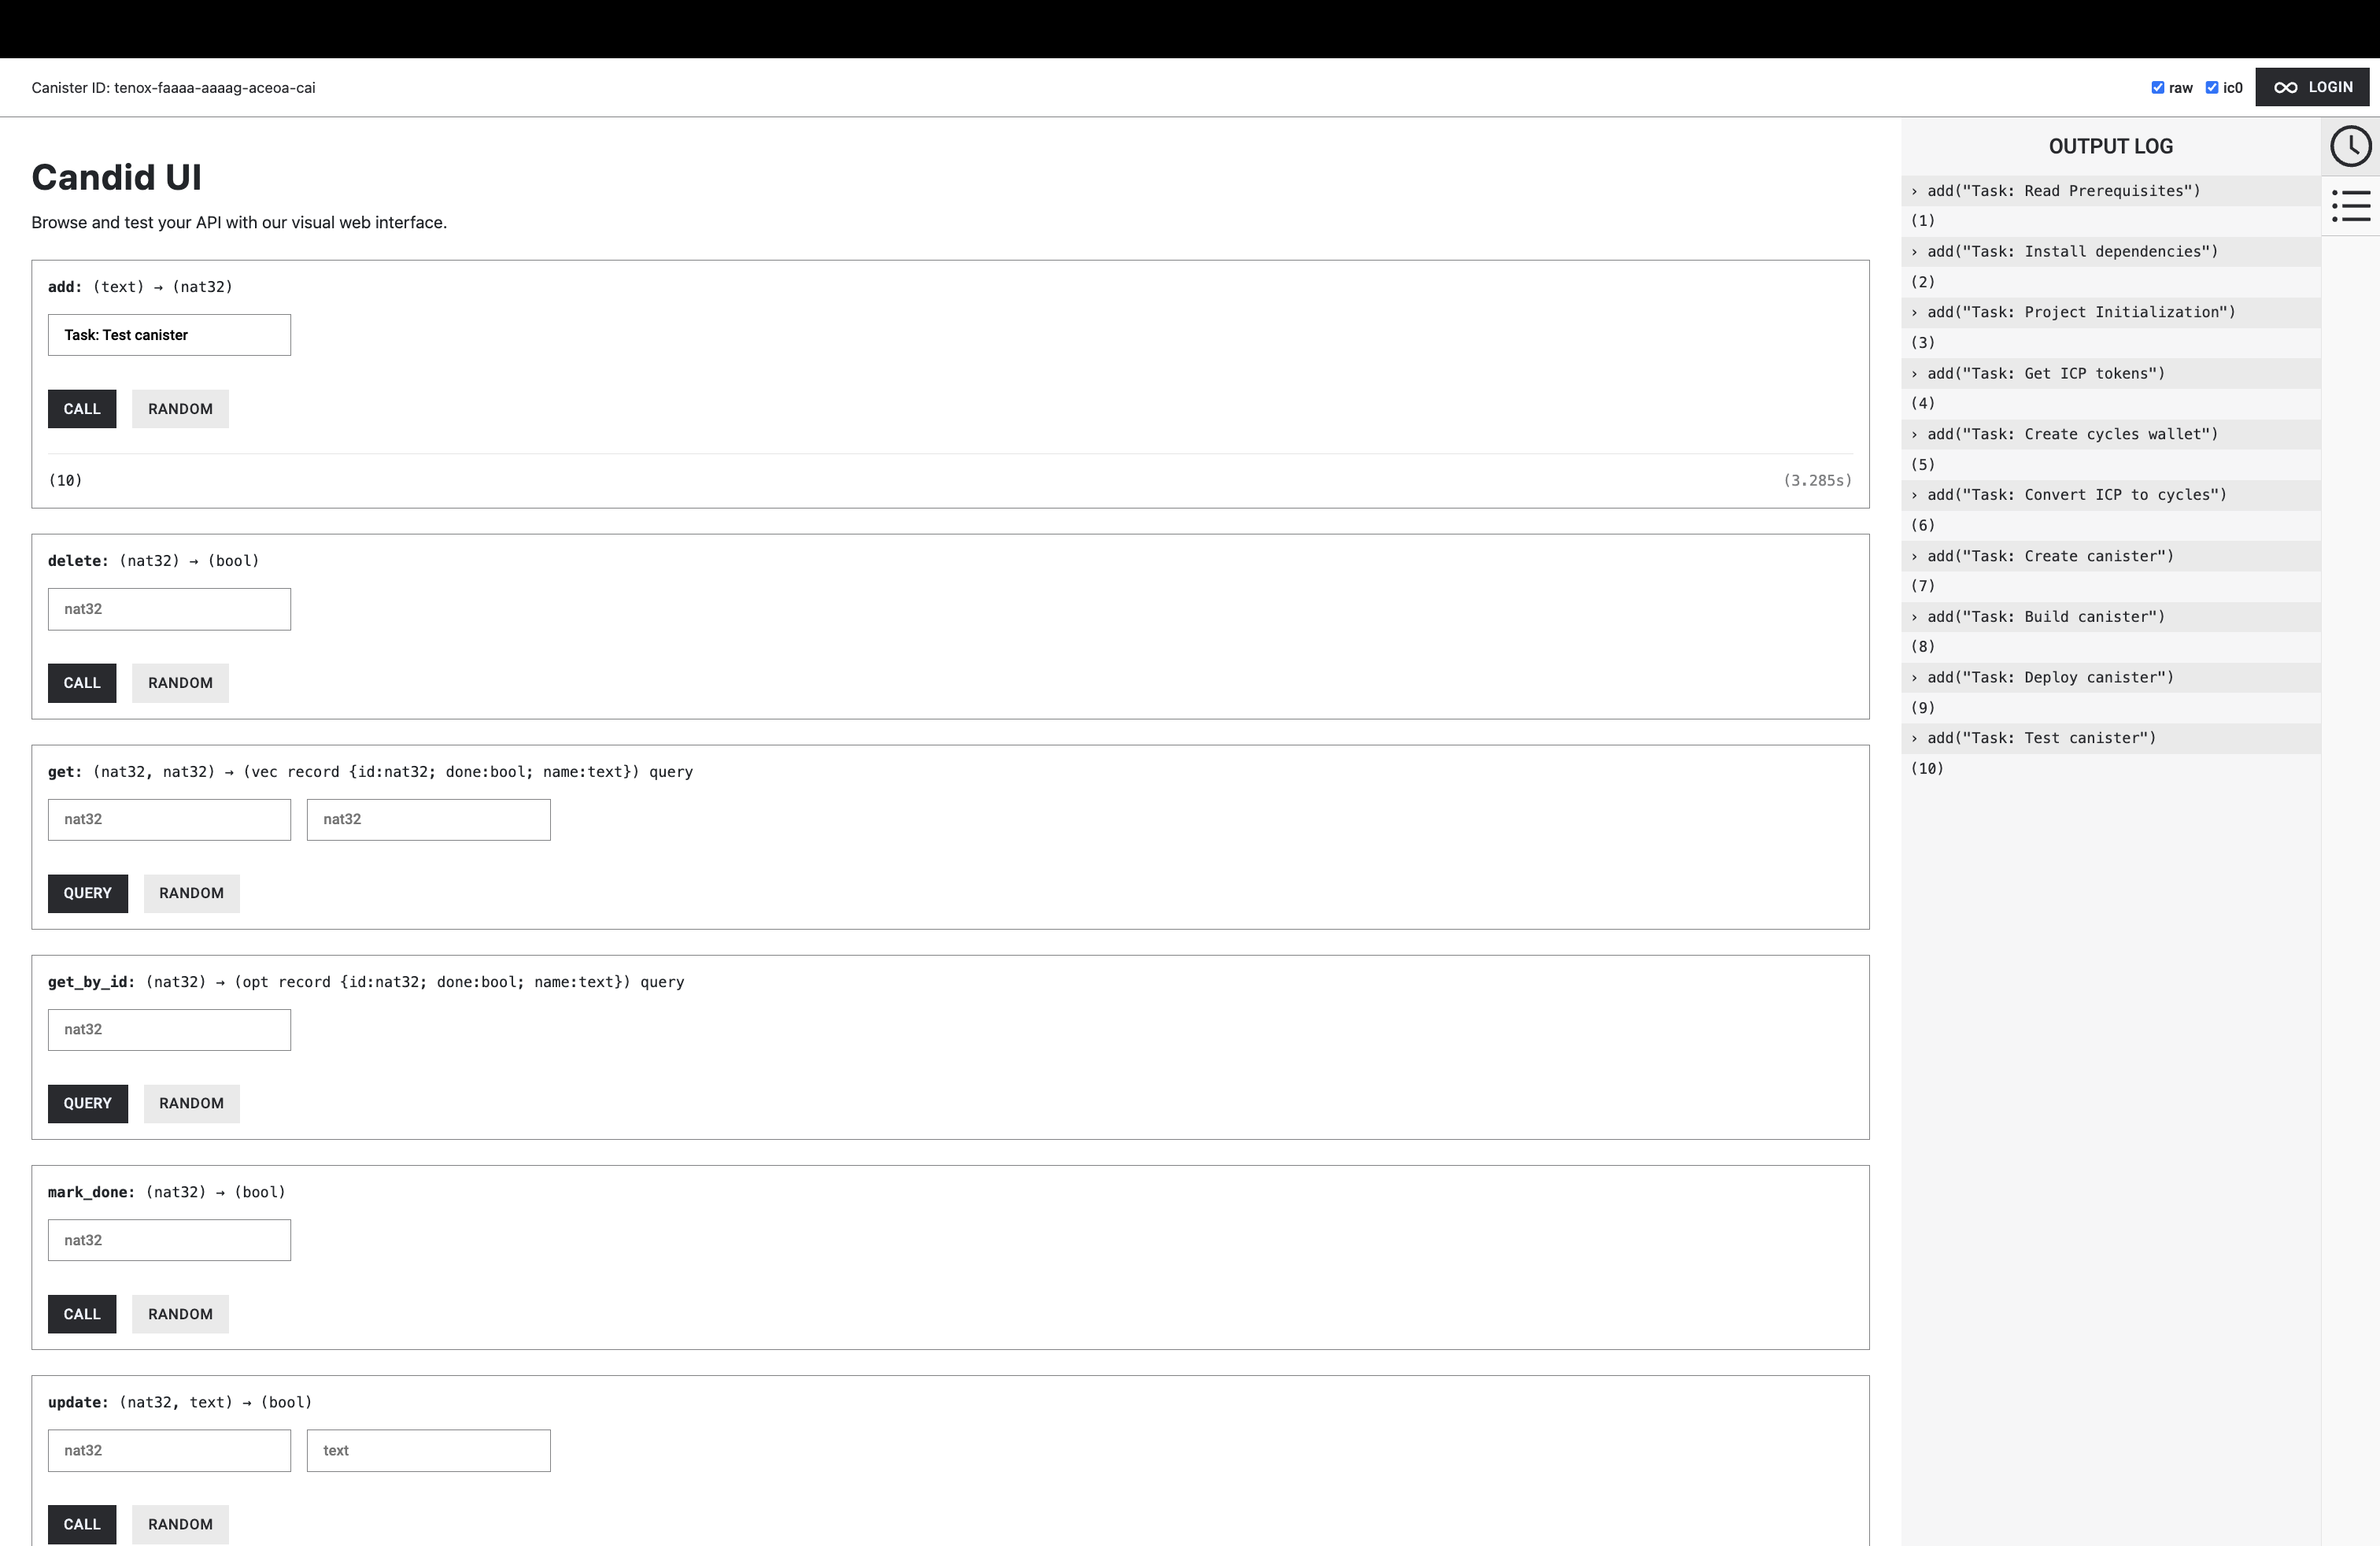 Canister ID: tenox-faaaa-aaaag-aceoa-cai
raw ic0 LOGIN
Candid UI
Browse and test your API with our visual web interface.
add: (text) → (nat32)
Task: Test canister
CALL RANDOM
(10) (3.285s)
delete: (nat32) → (bool)
nat32
CALL RANDOM
get: (nat32, nat32) → (vec record {id:nat32; done:bool; name:text}) query
nat32 nat32
QUERY RANDOM
get_by_id: (nat32) → (opt record {id:nat32; done:bool; name:text}) query
nat32
QUERY RANDOM
mark_done: (nat32) → (bool)
nat32
CALL RANDOM
update: (nat32, text) → (bool)
nat32 text
CALL RANDOM
OUTPUT LOG
› add("Task: Read Prerequisites")
(1)
› add("Task: Install dependencies")
(2)
› add("Task: Project Initialization")
(3)
› add("Task: Get ICP tokens")
(4)
› add("Task: Create cycles wallet")
(5)
› add("Task: Convert ICP to cycles")
(6)
› add("Task: Create canister")
(7)
› add("Task: Build canister")
(8)
› add("Task: Deploy canister")
(9)
› add("Task: Test canister")
(10)